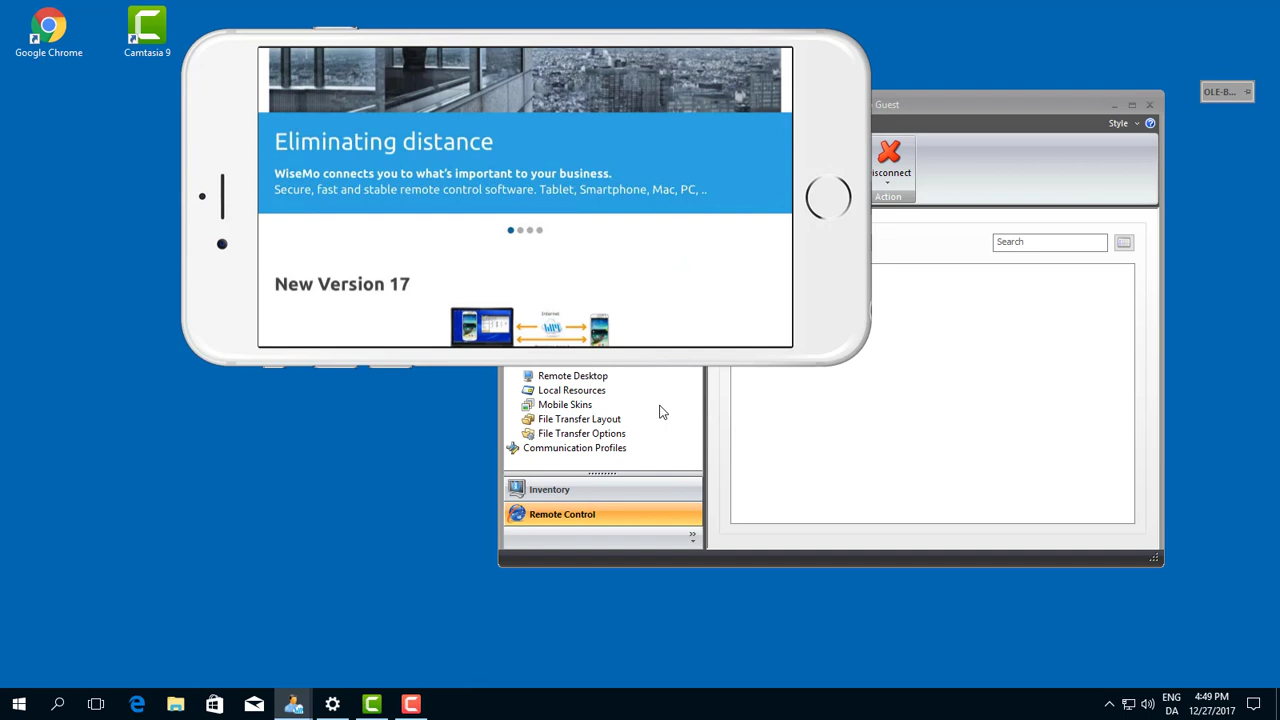 Google Chrome
Camtasia 9
Eliminating distance
WiseMo connects you to what's important to your business.
Secure, fast and stable remote control software. Tablet, Smartphone, Mac, PC, ..
New Version 17
Internet
Guest
OLE-B...
Style
isconnect
Action
Search
Remote Desktop
Local Resources
Mobile Skins
File Transfer Layout
File Transfer Options
Communication Profiles
Inventory
Remote Control
ENG
DA
4:49 PM
12/27/2017